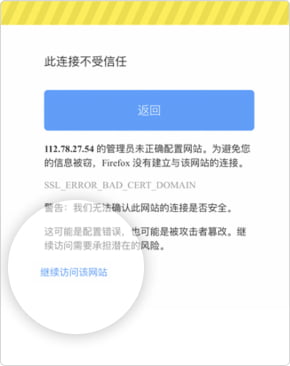 此连接不受信任
返回
112.78.27.54 的管理员未正确配置网站。为避免您
的信息被窃，Firefox 没有建立与该网站的连接。
SSL_ERROR_BAD_CERT_DOMAIN
警告：我们无法确认此网站的连接是否安全。
这可能是配置错误，也可能是被攻击者篡改。继
续访问需要承担潜在的风险。
继续访问该网站